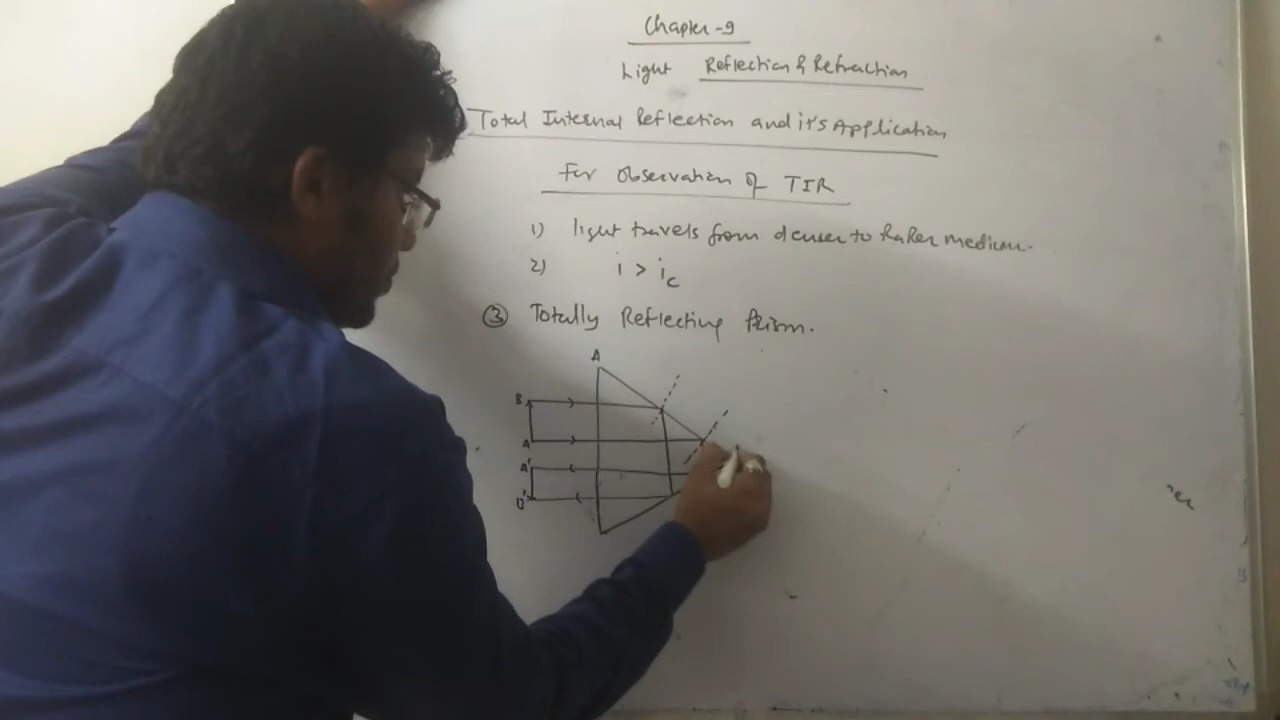 Chapter-9
Light Reflection & Refraction
Total Internal Reflection and it's Application
For Observation of TIR
1) light travels from denser to Rarer medium.
2) i > ic
③ Totally Reflecting Prism.
A
B
A
A'
B'